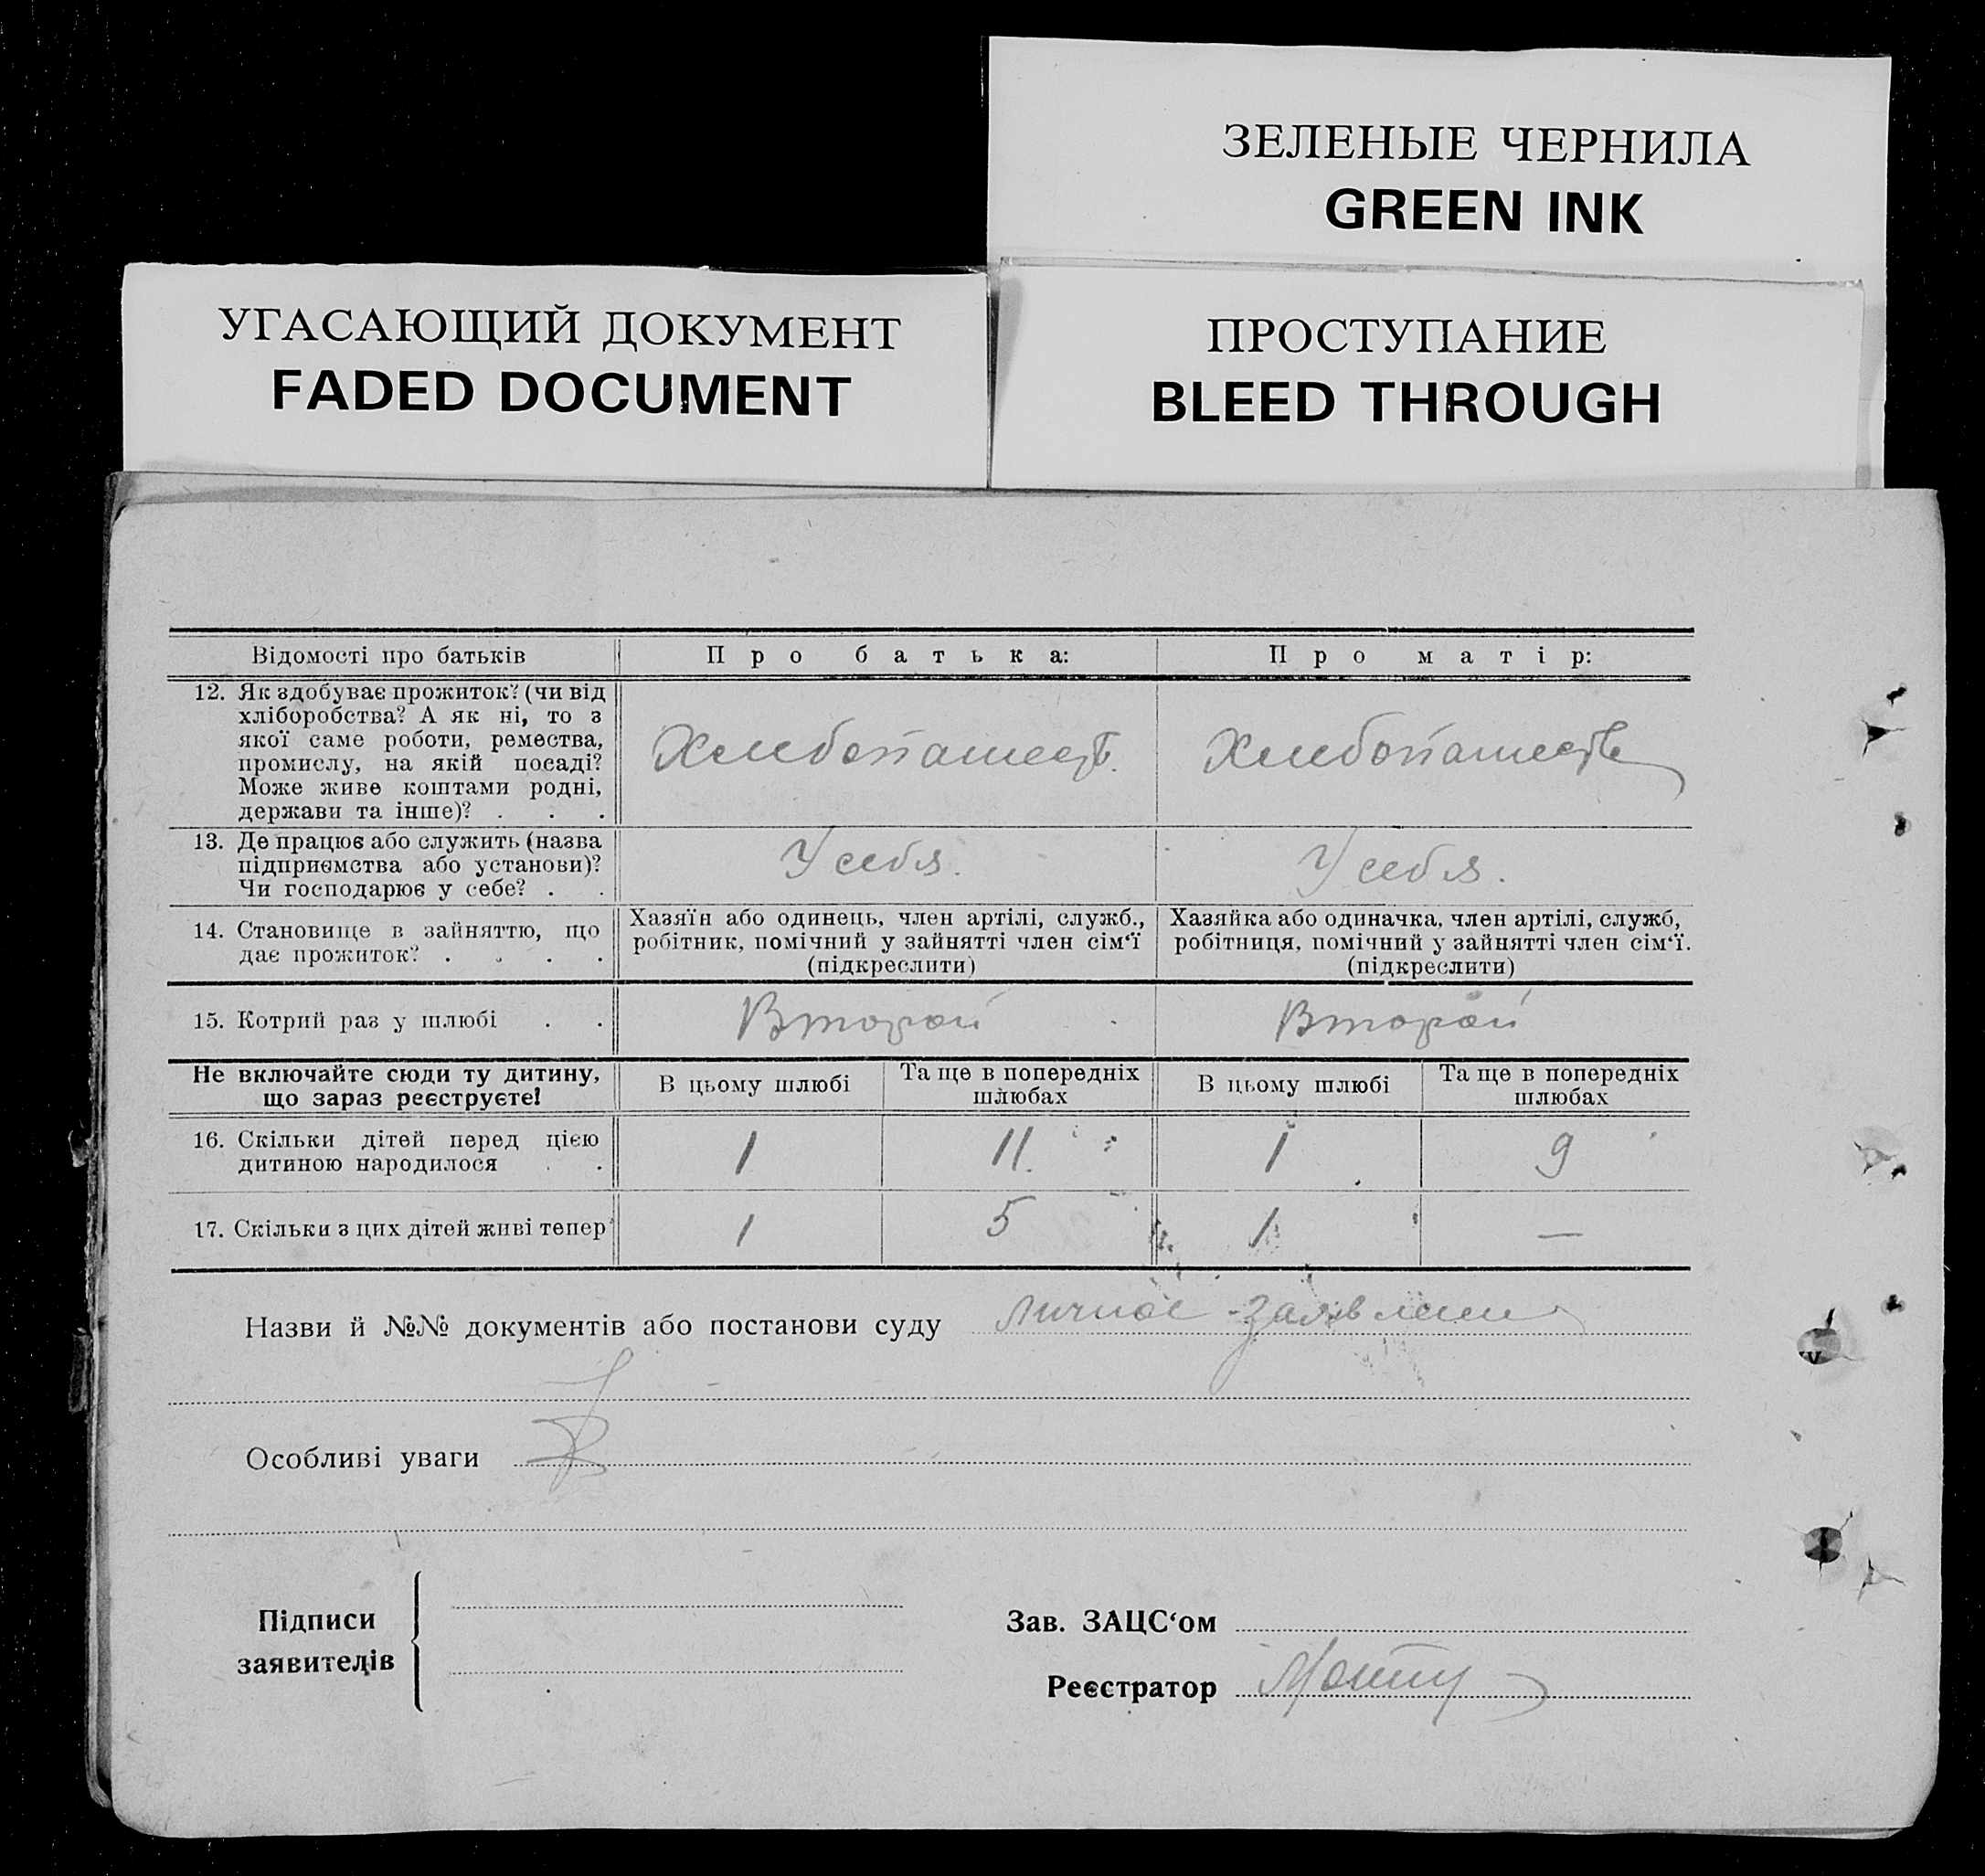 ЗЕЛЕНЫЕ ЧЕРНИЛА
GREEN INK
УГАСАЮЩИЙ ДОКУМЕНТ
FADED DOCUMENT
ПРОСТУПАНИЕ
BLEED THROUGH
Відомості про батьків Про батька: Про матір:
12. Як здобуває прожиток? (чи від
хліборобства? А як ні, то з
якої саме роботи, ремества,
промислу, на якій посаді?
Може живе коштами родні,
держави та інше)? . . .
Хлибопашест. Хлибопашестве
13. Де працює або служить (назва
підприємства або установи)?
Чи господарює у себе? . .
У себя. У себя.
14. Становище в зайняттю, що
дає прожиток? . . . .
Хазяїн або одинець, член артілі, служб.,
робітник, помічний у зайнятті член сім‘ї
(підкреслити)
Хазяйка або одиначка, член артілі, служб,
робітниця, помічний у зайнятті член сім‘ї.
(підкреслити)
15. Котрий раз у шлюбі . . Второй Второй
Не включайте сюди ту дитину,
що зараз реєструєте!
В цьому шлюбі
Та ще в попередніх
шлюбах
В цьому шлюбі
Та ще в попередніх
шлюбах
16. Скільки дітей перед цією
дитиною народилося . .
1 11. 1 9
17. Скільки з цих дітей живі тепер 1 5 1 —
Назви й №№ документів або постанови суду личное заявление
Особливі уваги
Підписи
заявителів
Зав. ЗАЦС‘ом
Реєстратор